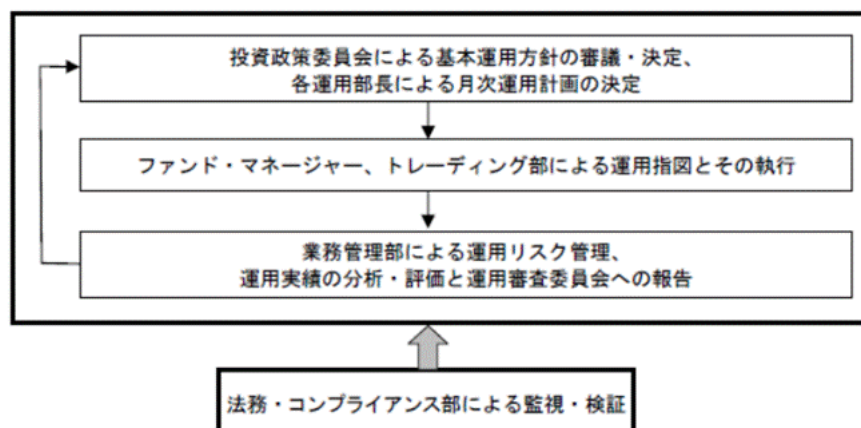 投資政策委員会による基本運用方針の審議・決定、
各運用部長による月次運用計画の決定
ファンド・マネージャー、トレーディング部による運用指図とその執行
業務管理部による運用リスク管理、
運用実績の分析・評価と運用審査委員会への報告
法務・コンプライアンス部による監視・検証